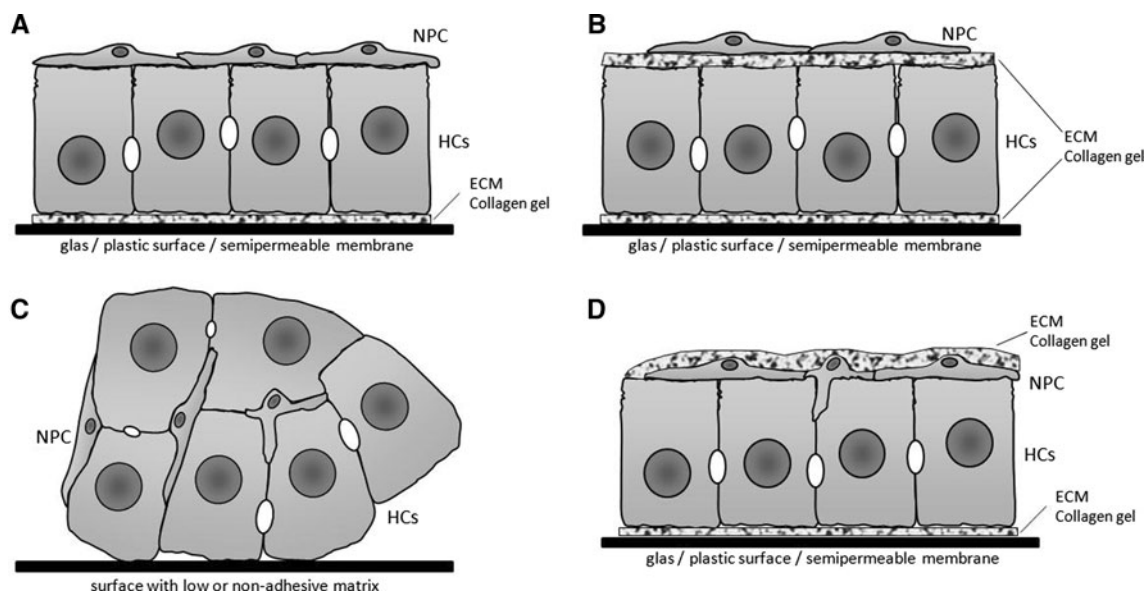 A
NPC
HCs
ECM
Collagen gel
glas / plastic surface / semipermeable membrane
B
NPC
HCs
ECM
Collagen gel
glas / plastic surface / semipermeable membrane
C
NPC
HCs
surface with low or non-adhesive matrix
D
ECM
Collagen gel
NPC
HCs
ECM
Collagen gel
glas / plastic surface / semipermeable membrane